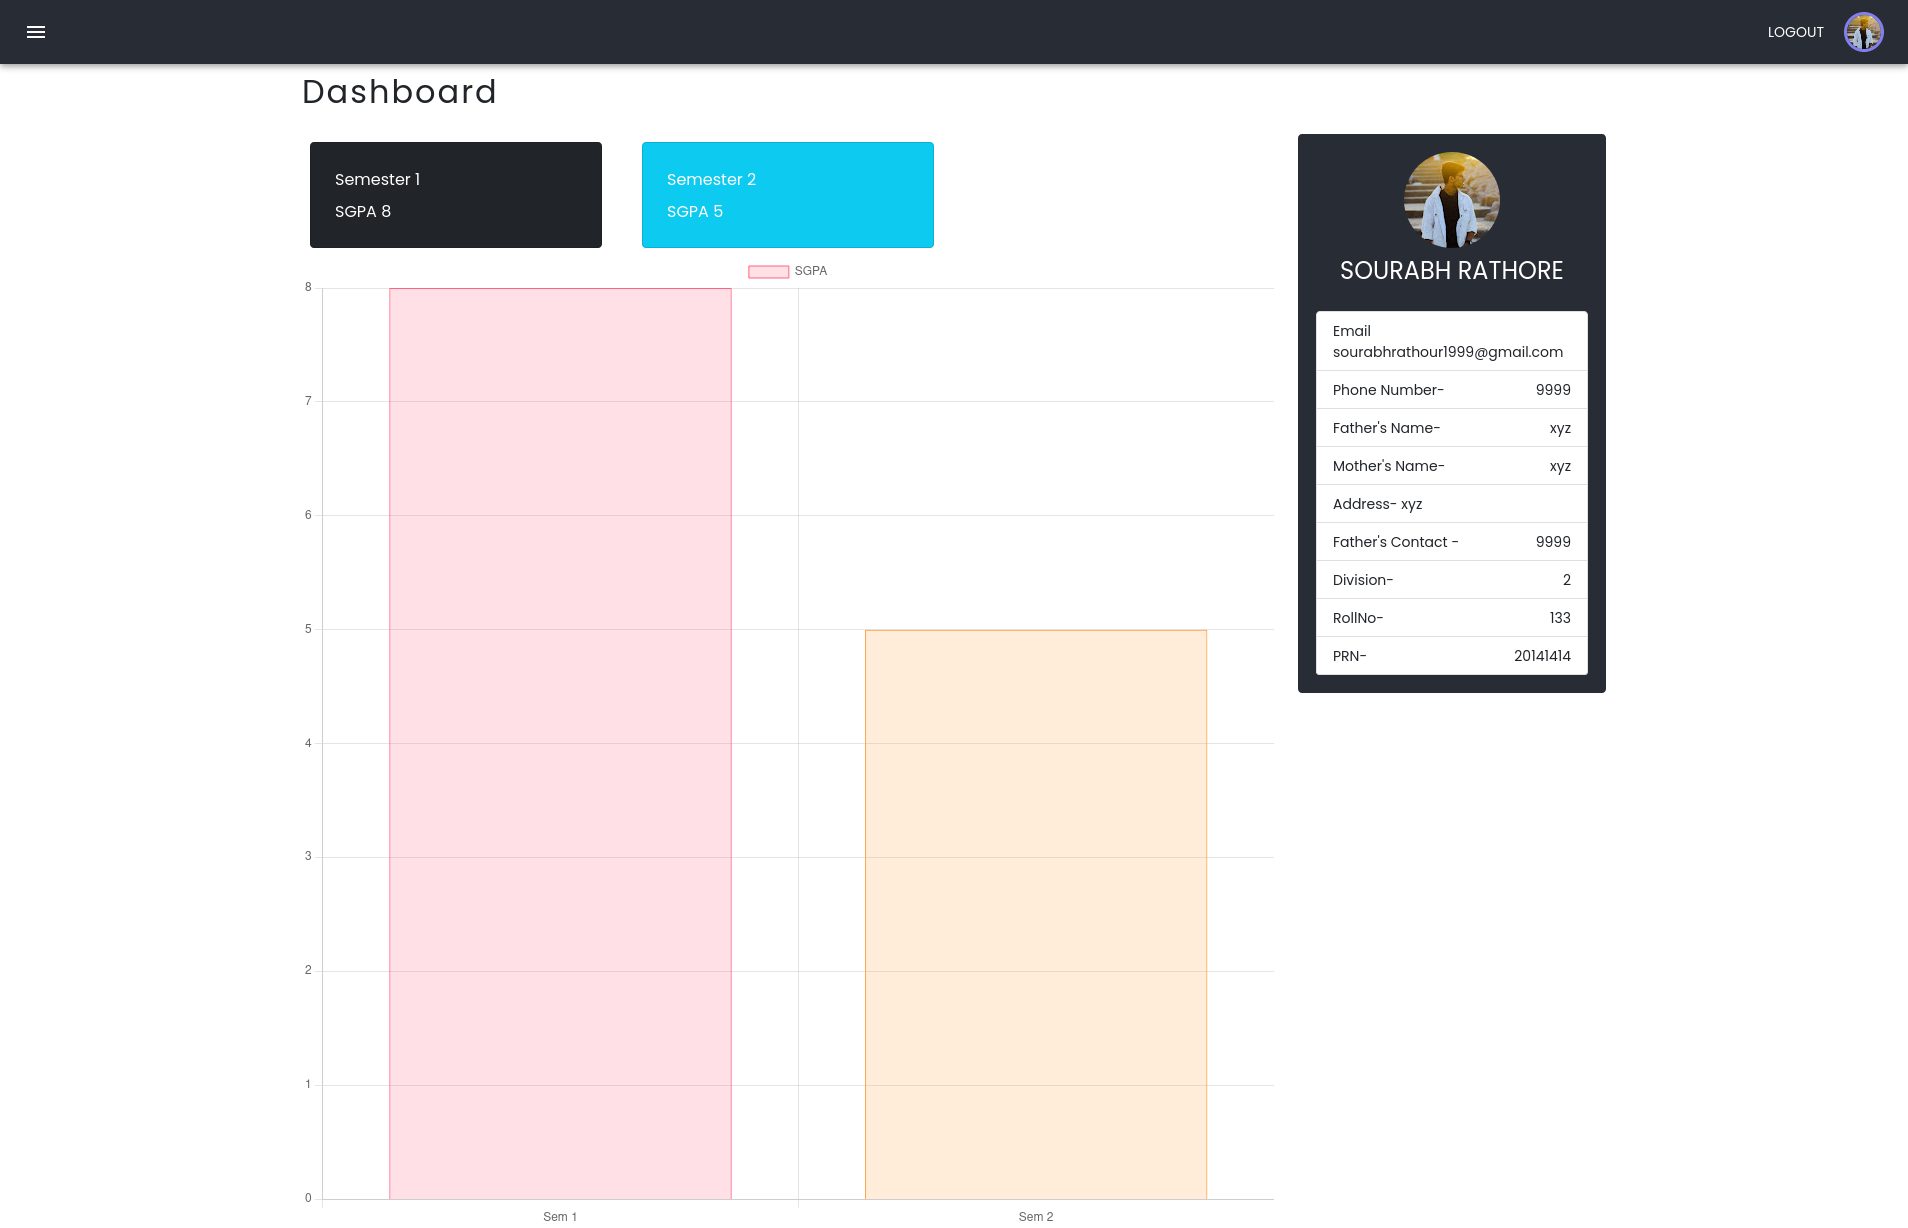 LOGOUT
Dashboard
Semester 1
SGPA 8
Semester 2
SGPA 5
SGPA
8
7
6
5
4
3
2
1
0
Sem 1
Sem 2
SOURABH RATHORE
Email
sourabhrathour1999@gmail.com
Phone Number- 9999
Father's Name- xyz
Mother's Name- xyz
Address- xyz
Father's Contact - 9999
Division- 2
RollNo- 133
PRN- 20141414